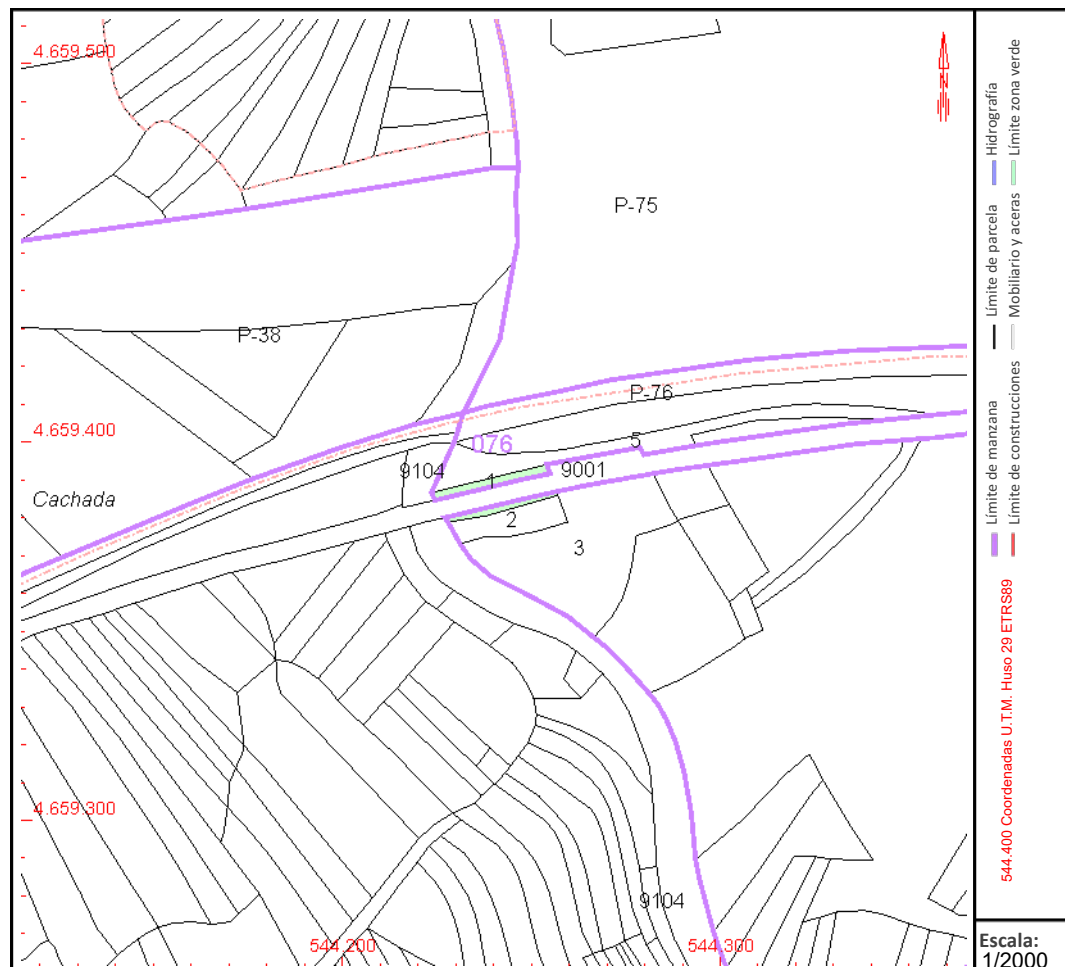 4.659.500
P-75
P-38
P-76
4.659.400
076
5
9104
1
9001
Cachada
2
3
4.659.300
9104
544.200
544.300
N
Hidrografía
Límite zona verde
Límite de parcela
Mobiliario y aceras
Límite de manzana
Límite de construcciones
544.400 Coordenadas U.T.M. Huso 29 ETRS89
Escala:
1/2000